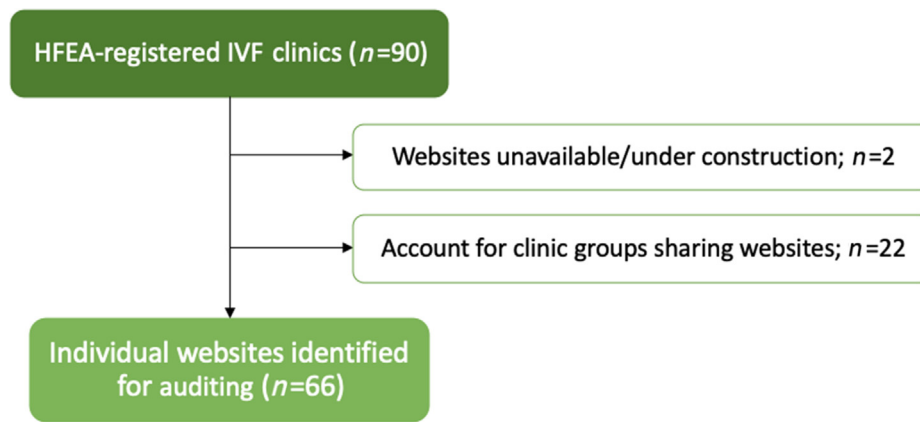 HFEA-registered IVF clinics (n=90)
Websites unavailable/under construction; n=2
Account for clinic groups sharing websites; n=22
Individual websites identified
for auditing (n=66)